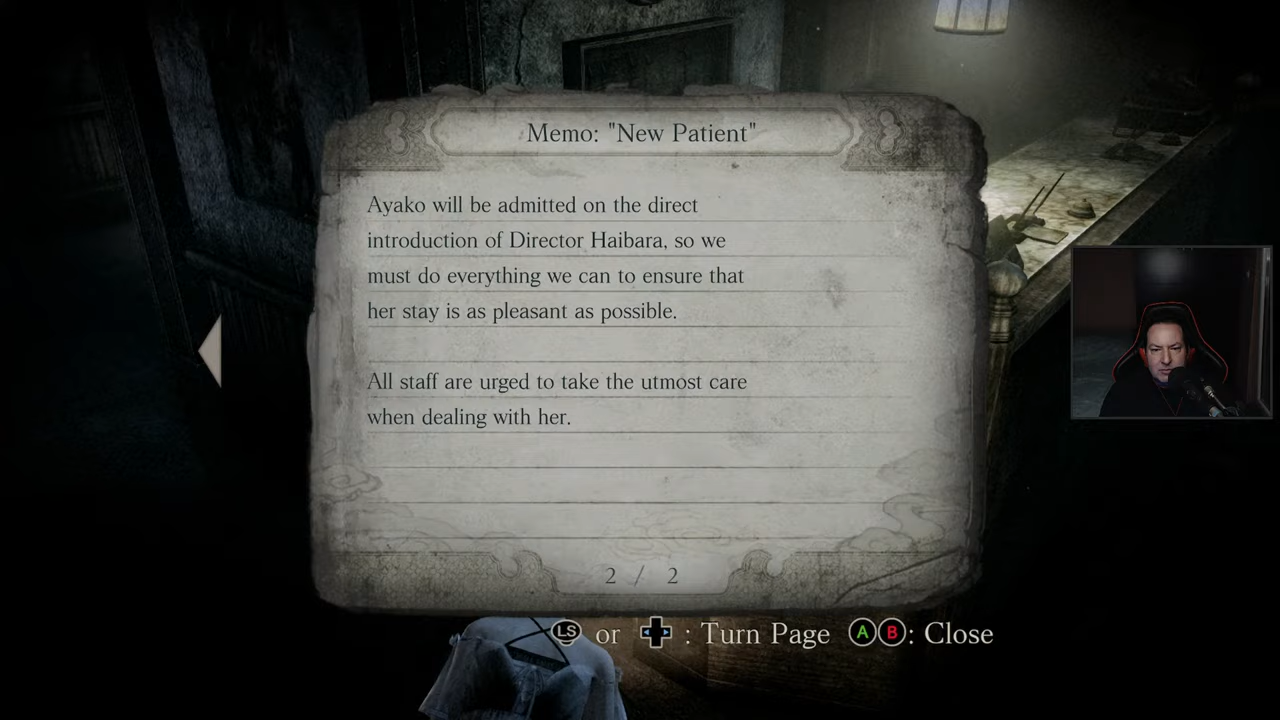 Memo: "New Patient"
Ayako will be admitted on the direct
introduction of Director Haibara, so we
must do everything we can to ensure that
her stay is as pleasant as possible.
All staff are urged to take the utmost care
when dealing with her.
2 / 2
LS or : Turn Page A B : Close